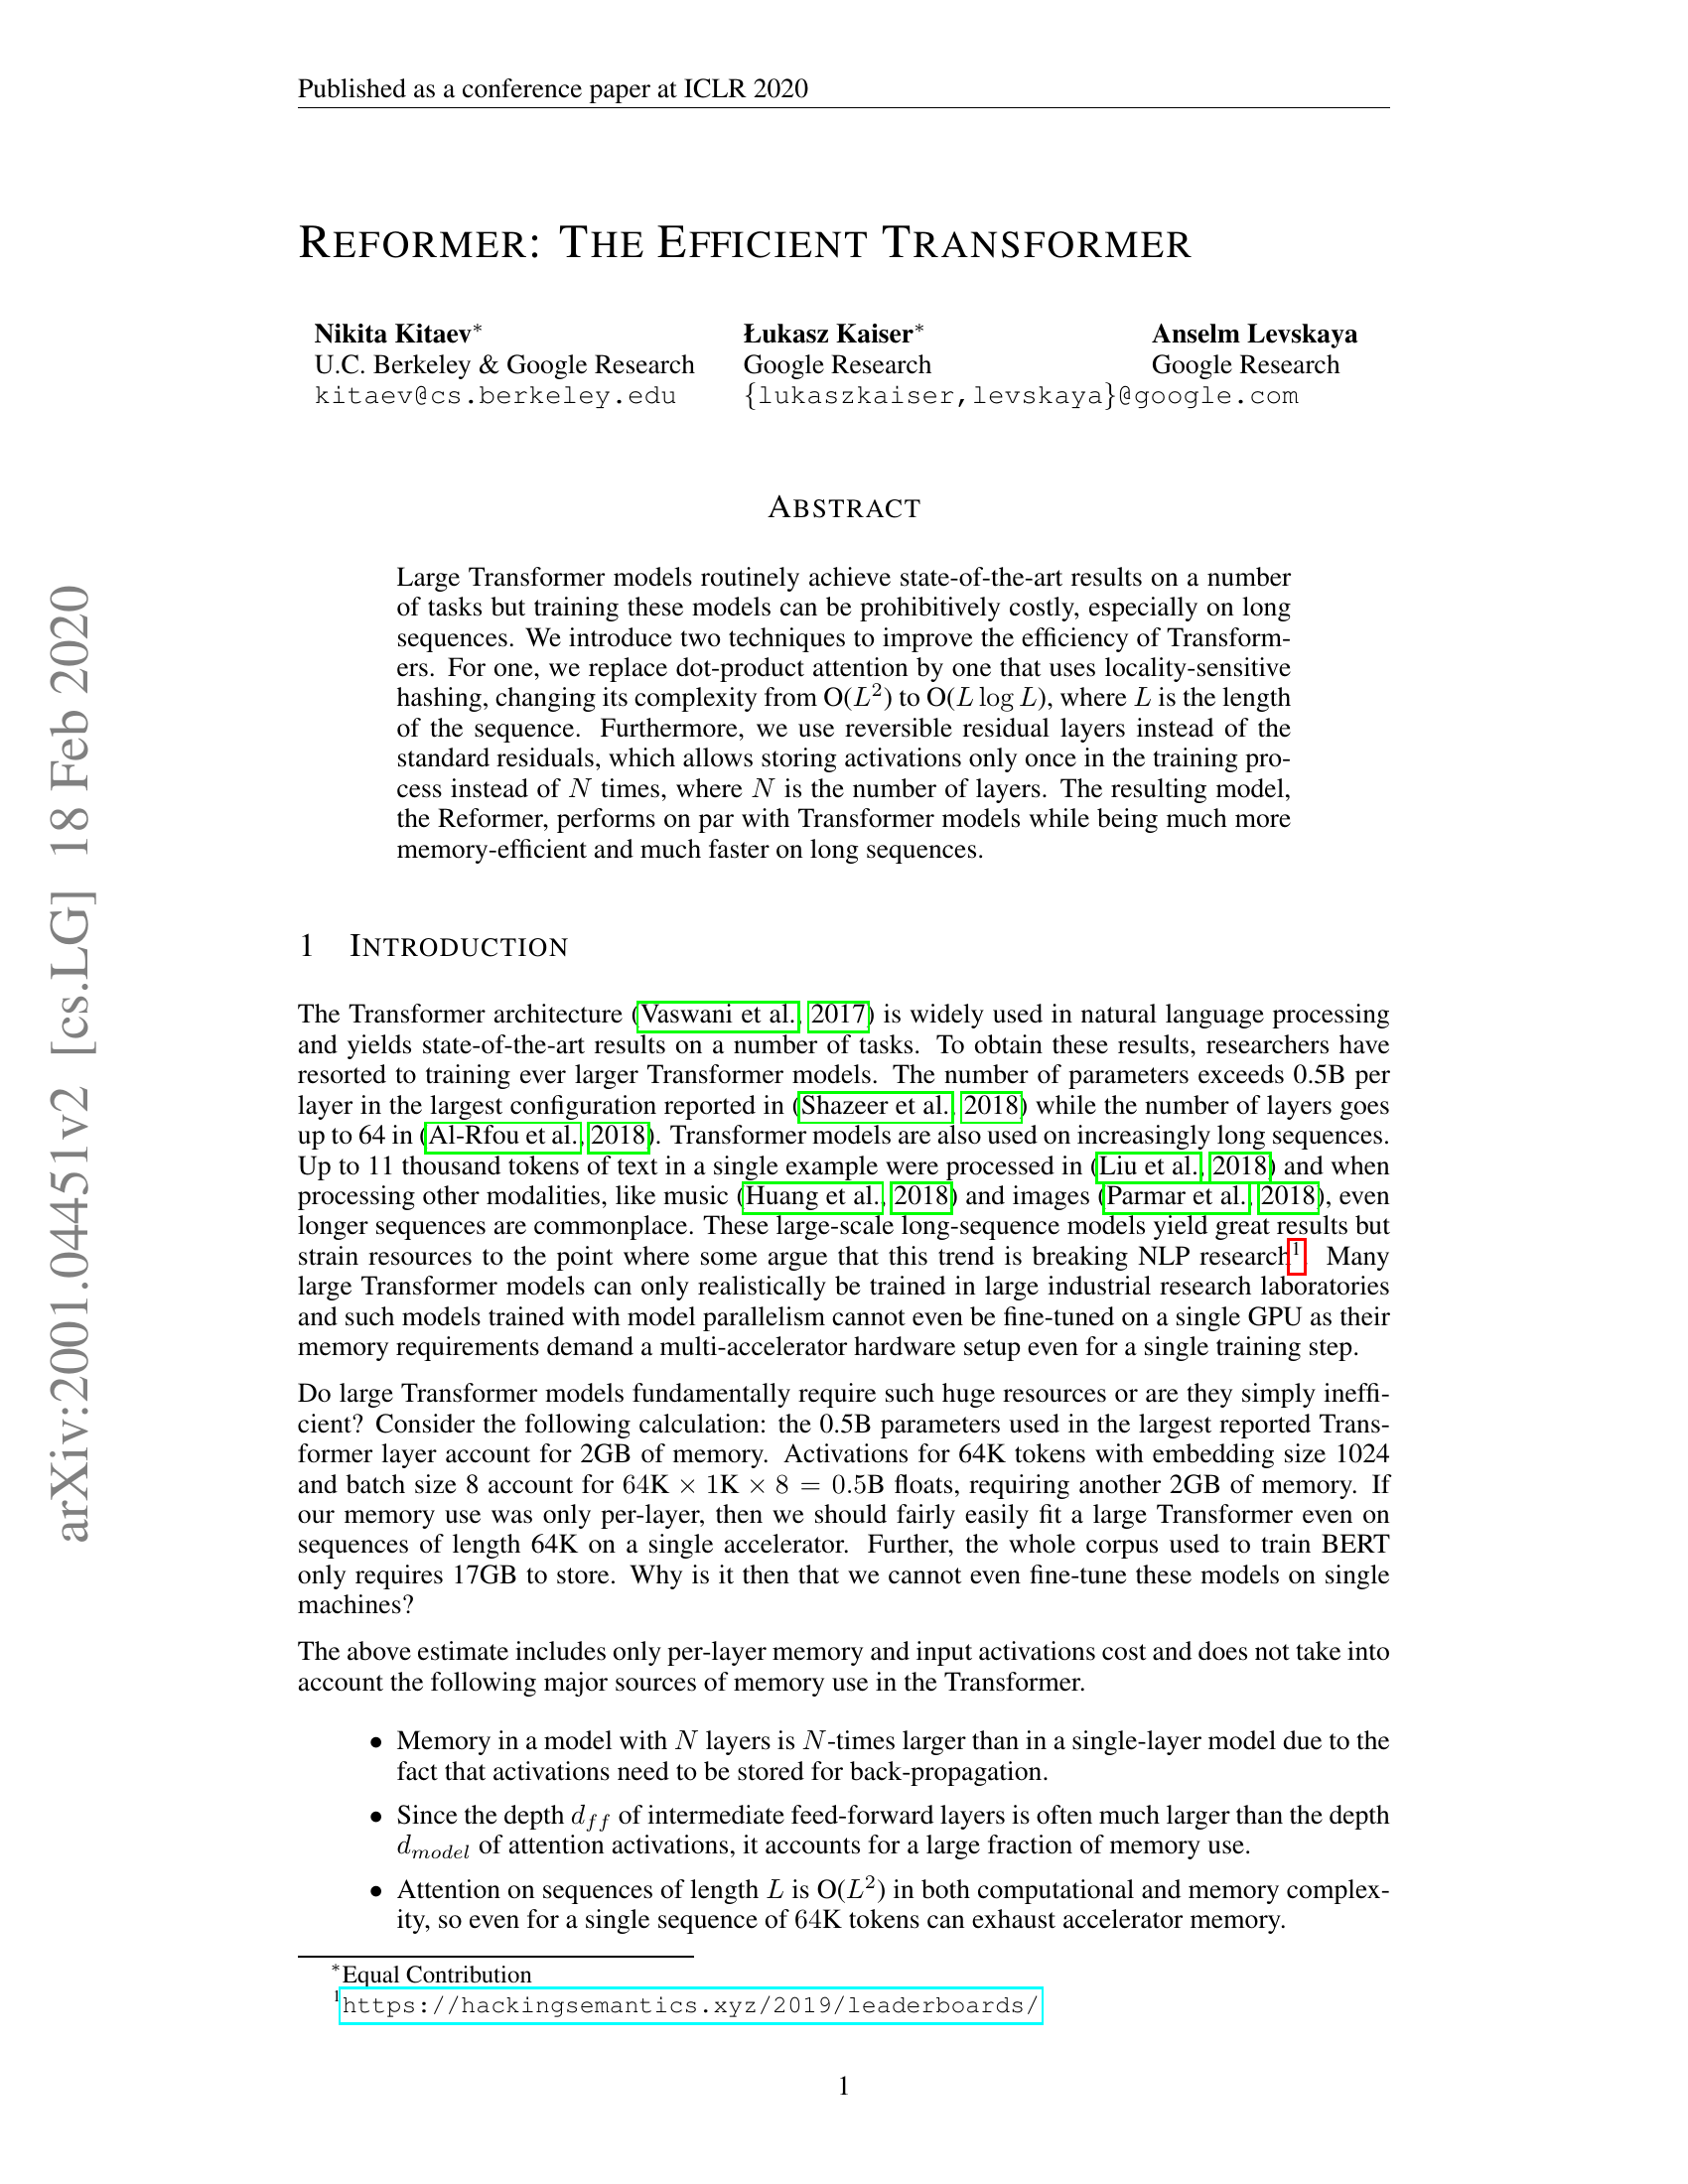 Published as a conference paper at ICLR 2020
REFORMER: THE EFFICIENT TRANSFORMER
Nikita Kitaev* Łukasz Kaiser* Anselm Levskaya
U.C. Berkeley & Google Research Google Research Google Research
kitaev@cs.berkeley.edu {lukaszkaiser,levskaya}@google.com
ABSTRACT
Large Transformer models routinely achieve state-of-the-art results on a number
of tasks but training these models can be prohibitively costly, especially on long
sequences. We introduce two techniques to improve the efficiency of Transform-
ers. For one, we replace dot-product attention by one that uses locality-sensitive
hashing, changing its complexity from O(L²) to O(L log L), where L is the length
of the sequence. Furthermore, we use reversible residual layers instead of the
standard residuals, which allows storing activations only once in the training pro-
cess instead of N times, where N is the number of layers. The resulting model,
the Reformer, performs on par with Transformer models while being much more
memory-efficient and much faster on long sequences.
1 INTRODUCTION
The Transformer architecture (Vaswani et al., 2017) is widely used in natural language processing
and yields state-of-the-art results on a number of tasks. To obtain these results, researchers have
resorted to training ever larger Transformer models. The number of parameters exceeds 0.5B per
layer in the largest configuration reported in (Shazeer et al., 2018) while the number of layers goes
up to 64 in (Al-Rfou et al., 2018). Transformer models are also used on increasingly long sequences.
Up to 11 thousand tokens of text in a single example were processed in (Liu et al., 2018) and when
processing other modalities, like music (Huang et al., 2018) and images (Parmar et al., 2018), even
longer sequences are commonplace. These large-scale long-sequence models yield great results but
strain resources to the point where some argue that this trend is breaking NLP research¹. Many
large Transformer models can only realistically be trained in large industrial research laboratories
and such models trained with model parallelism cannot even be fine-tuned on a single GPU as their
memory requirements demand a multi-accelerator hardware setup even for a single training step.
Do large Transformer models fundamentally require such huge resources or are they simply ineffi-
cient? Consider the following calculation: the 0.5B parameters used in the largest reported Trans-
former layer account for 2GB of memory. Activations for 64K tokens with embedding size 1024
and batch size 8 account for 64K × 1K × 8 = 0.5B floats, requiring another 2GB of memory. If
our memory use was only per-layer, then we should fairly easily fit a large Transformer even on
sequences of length 64K on a single accelerator. Further, the whole corpus used to train BERT
only requires 17GB to store. Why is it then that we cannot even fine-tune these models on single
machines?
The above estimate includes only per-layer memory and input activations cost and does not take into
account the following major sources of memory use in the Transformer.
• Memory in a model with N layers is N-times larger than in a single-layer model due to the
fact that activations need to be stored for back-propagation.
• Since the depth d_ff of intermediate feed-forward layers is often much larger than the depth
d_model of attention activations, it accounts for a large fraction of memory use.
• Attention on sequences of length L is O(L²) in both computational and memory complex-
ity, so even for a single sequence of 64K tokens can exhaust accelerator memory.
*Equal Contribution
¹https://hackingsemantics.xyz/2019/leaderboards/
1
arXiv:2001.04451v2 [cs.LG] 18 Feb 2020